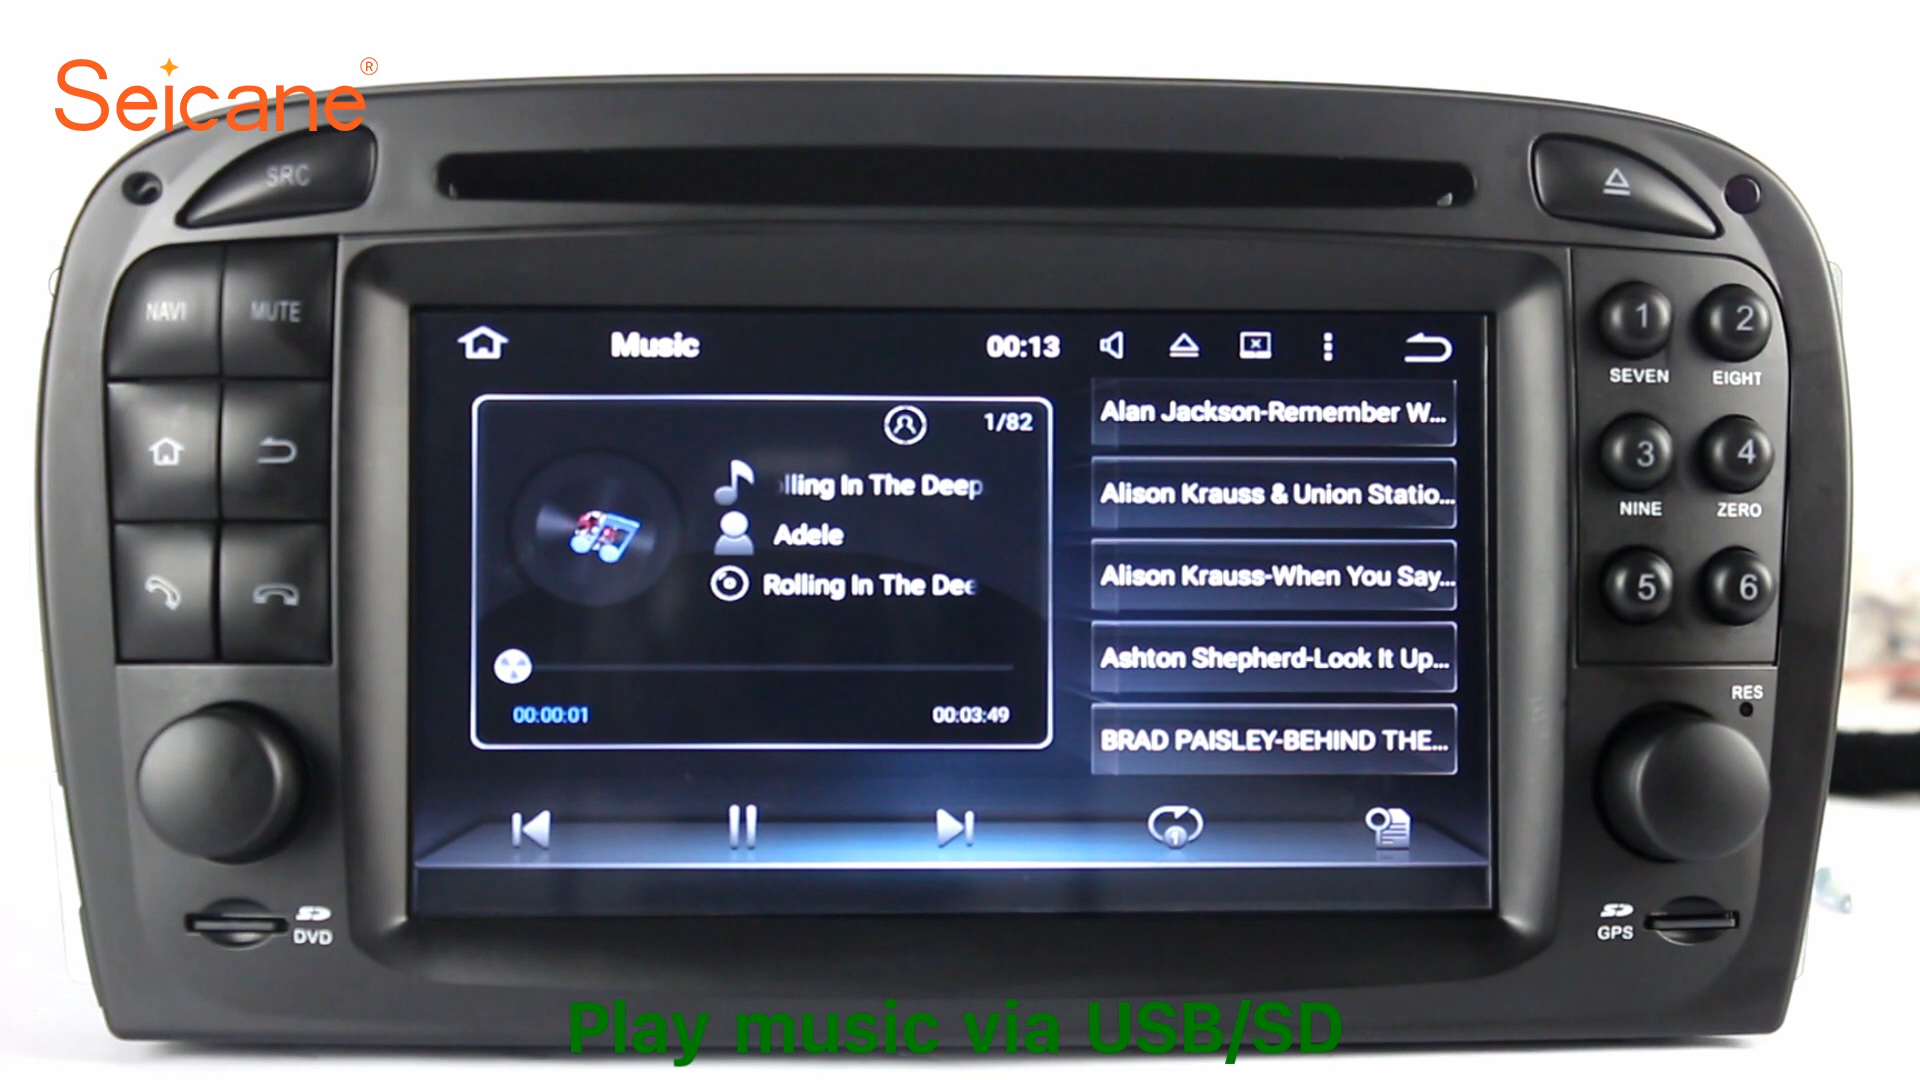 Seicane®
SRC
NAVI
MUTE
Music
00:13
1/82
lling In The Deep
Adele
Rolling In The Dee
00:00:01
00:03:49
Alan Jackson-Remember W...
Alison Krauss & Union Statio...
Alison Krauss-When You Say...
Ashton Shepherd-Look It Up...
BRAD PAISLEY-BEHIND THE...
1
1
2
SEVEN
EIGHT
3
4
NINE
ZERO
5
6
RES
SD
DVD
SD
GPS
Play music via USB/SD